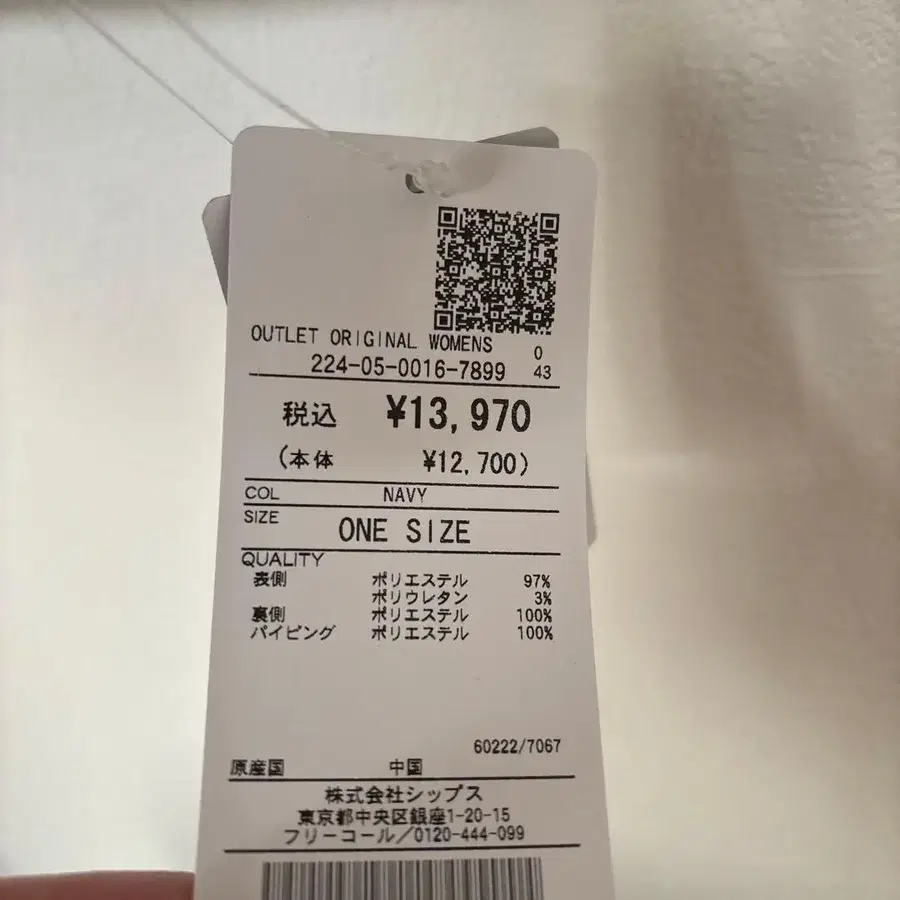 OUTLET ORIGINAL WOMENS 0
224-05-0016-7899 43
税込 ¥13,970
(本体 ¥12,700)
COL NAVY
SIZE
ONE SIZE
QUALITY
表側 ポリエステル 97%
ポリウレタン 3%
裏側 ポリエステル 100%
パイピング ポリエステル 100%
60222/7067
原産国 中国
株式会社シップス
東京都中央区銀座1-20-15
フリーコール/0120-444-099